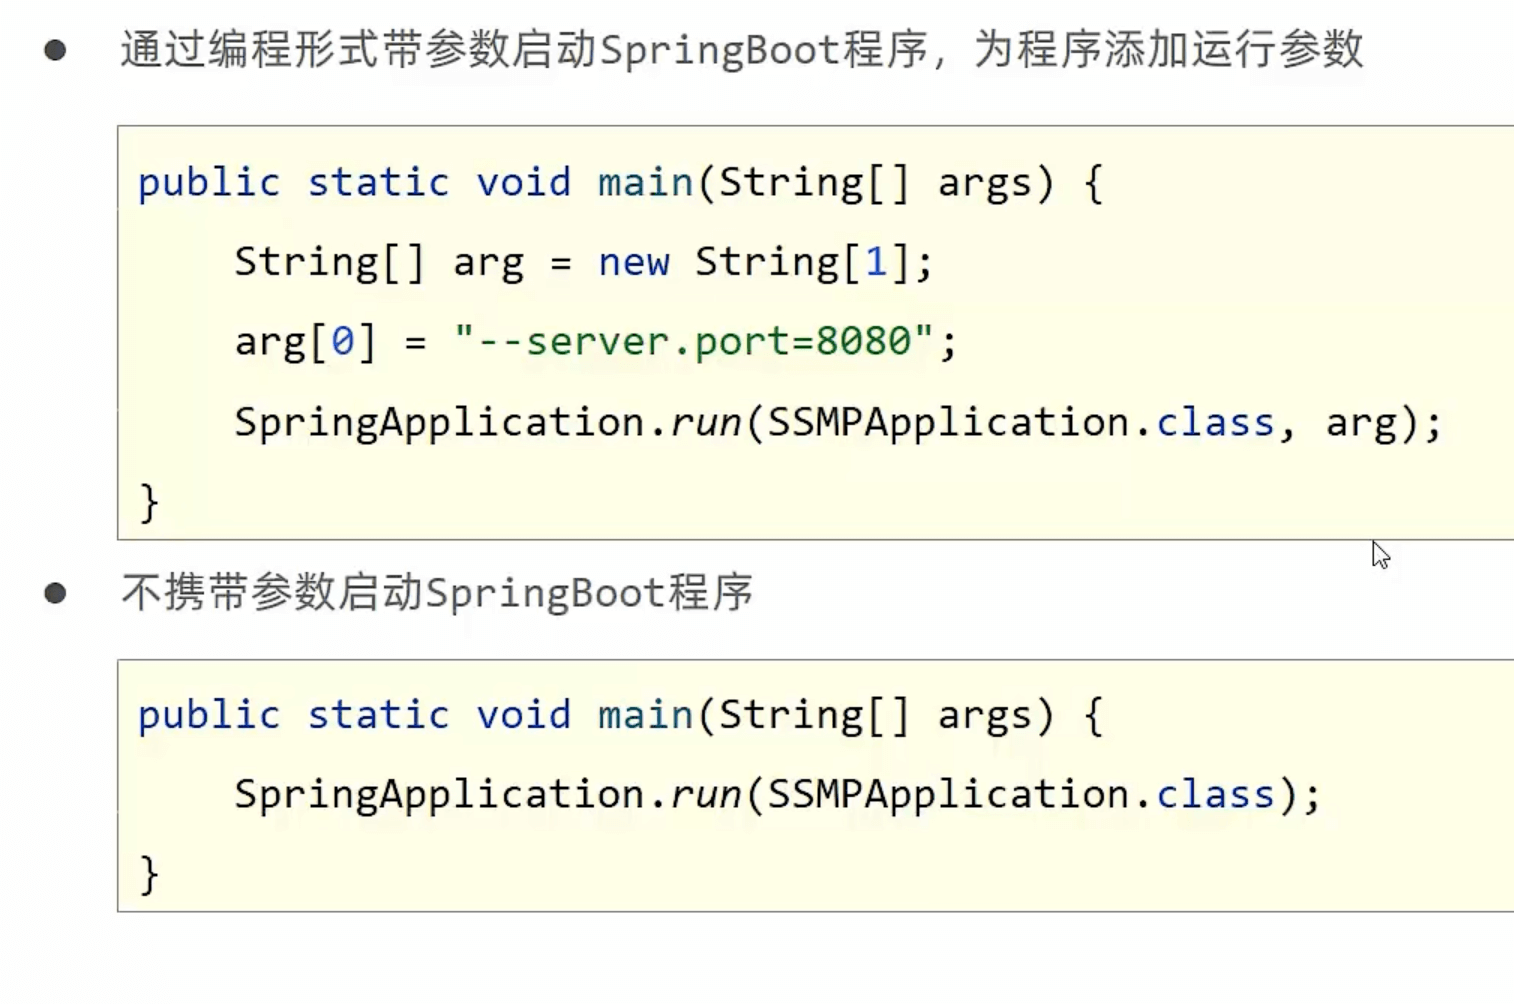 ● 通过编程形式带参数启动SpringBoot程序，为程序添加运行参数
public static void main(String[] args) {
    String[] arg = new String[1];
    arg[0] = "--server.port=8080";
    SpringApplication.run(SSMPApplication.class, arg);
}
● 不携带参数启动SpringBoot程序
public static void main(String[] args) {
    SpringApplication.run(SSMPApplication.class);
}